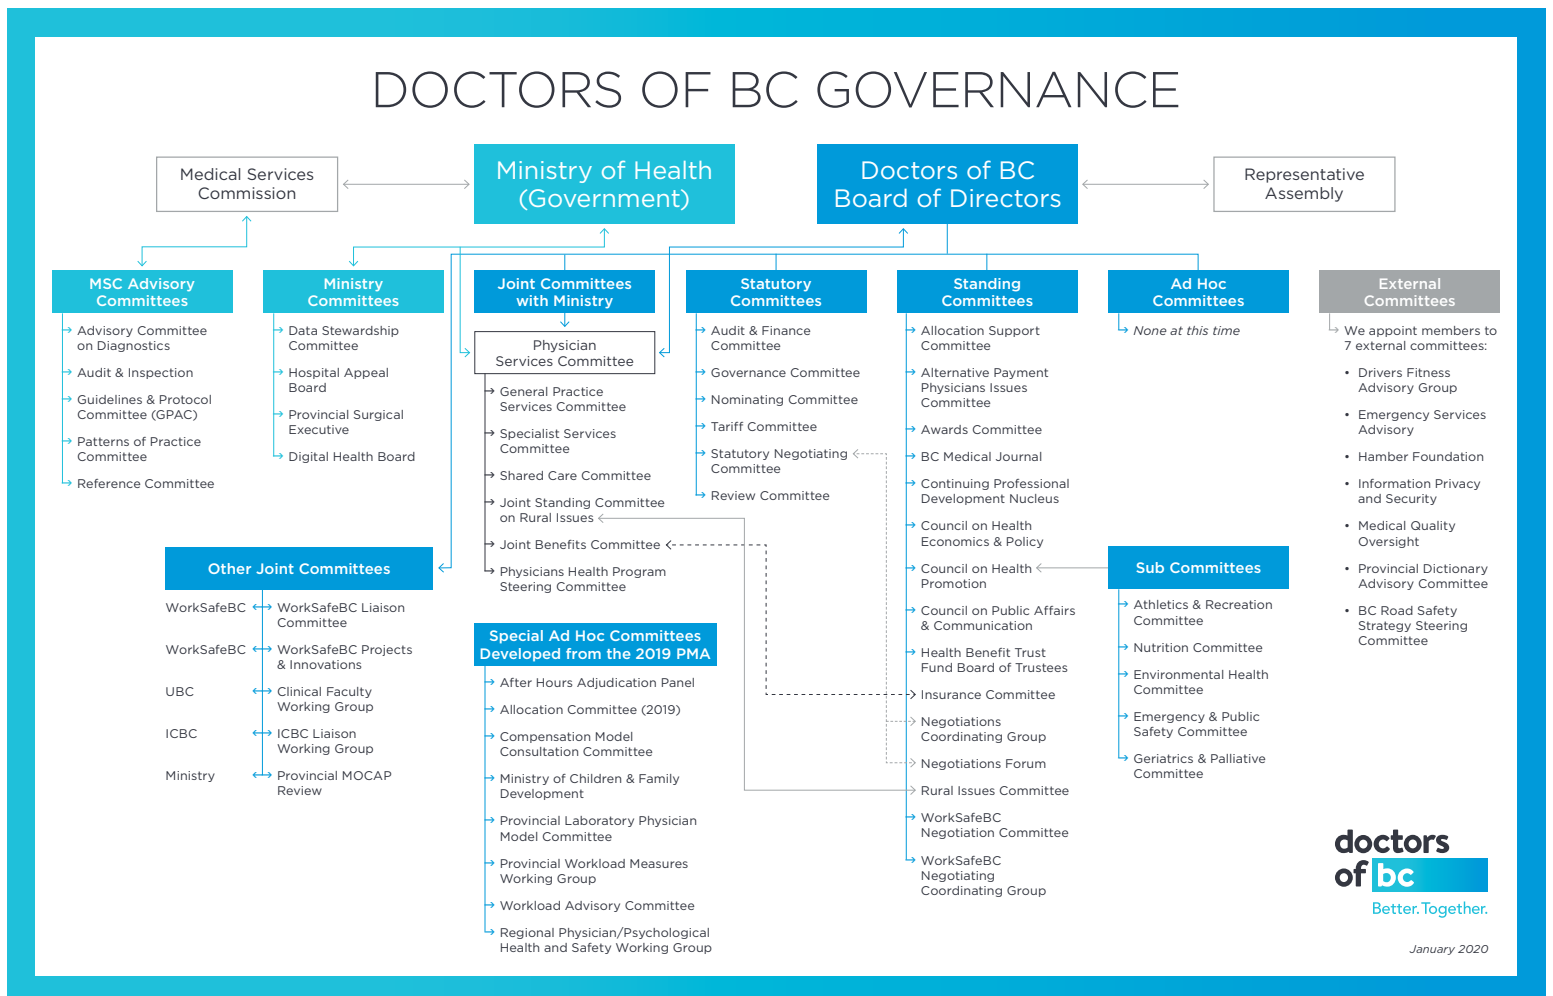 DOCTORS OF BC GOVERNANCE
Medical Services
Commission
Ministry of Health
(Government)
Doctors of BC
Board of Directors
Representative
Assembly
MSC Advisory
Committees
Advisory Committee
on Diagnostics
Audit & Inspection
Guidelines & Protocol
Committee (GPAC)
Patterns of Practice
Committee
Reference Committee
Ministry
Committees
Data Stewardship
Committee
Hospital Appeal
Board
Provincial Surgical
Executive
Digital Health Board
Joint Committees
with Ministry
Physician
Services Committee
General Practice
Services Committee
Specialist Services
Committee
Shared Care Committee
Joint Standing Committee
on Rural Issues
Joint Benefits Committee
Physicians Health Program
Steering Committee
Statutory
Committees
Audit & Finance
Committee
Governance Committee
Nominating Committee
Tariff Committee
Statutory Negotiating
Committee
Review Committee
Standing
Committees
Allocation Support
Committee
Alternative Payment
Physicians Issues
Committee
Awards Committee
BC Medical Journal
Continuing Professional
Development Nucleus
Council on Health
Economics & Policy
Council on Health
Promotion
Council on Public Affairs
& Communication
Health Benefit Trust
Fund Board of Trustees
Insurance Committee
Negotiations
Coordinating Group
Negotiations Forum
Rural Issues Committee
WorkSafeBC
Negotiation Committee
WorkSafeBC
Negotiating
Coordinating Group
Ad Hoc
Committees
None at this time
External
Committees
We appoint members to
7 external committees:
• Drivers Fitness
Advisory Group
• Emergency Services
Advisory
• Hamber Foundation
• Information Privacy
and Security
• Medical Quality
Oversight
• Provincial Dictionary
Advisory Committee
• BC Road Safety
Strategy Steering
Committee
Other Joint Committees
WorkSafeBC WorkSafeBC Liaison
Committee
WorkSafeBC WorkSafeBC Projects
& Innovations
UBC Clinical Faculty
Working Group
ICBC ICBC Liaison
Working Group
Ministry Provincial MOCAP
Review
Special Ad Hoc Committees
Developed from the 2019 PMA
After Hours Adjudication Panel
Allocation Committee (2019)
Compensation Model
Consultation Committee
Ministry of Children & Family
Development
Provincial Laboratory Physician
Model Committee
Provincial Workload Measures
Working Group
Workload Advisory Committee
Regional Physician/Psychological
Health and Safety Working Group
Sub Committees
Athletics & Recreation
Committee
Nutrition Committee
Environmental Health
Committee
Emergency & Public
Safety Committee
Geriatrics & Palliative
Committee
doctors
of bc
Better. Together.
January 2020